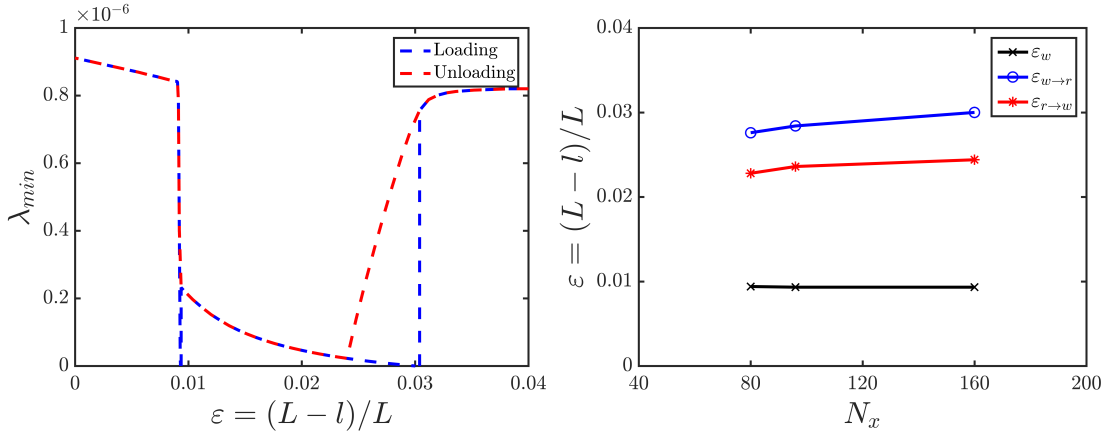 ×10⁻⁶
1
0.8
0.6
0.4
0.2
0
λ_min
0 0.01 0.02 0.03 0.04
ε = (L − l)/L
Loading
Unloading
0.04
0.03
0.02
0.01
0
ε = (L − l)/L
40 80 120 160 200
N_x
ε_w
ε_{w→r}
ε_{r→w}